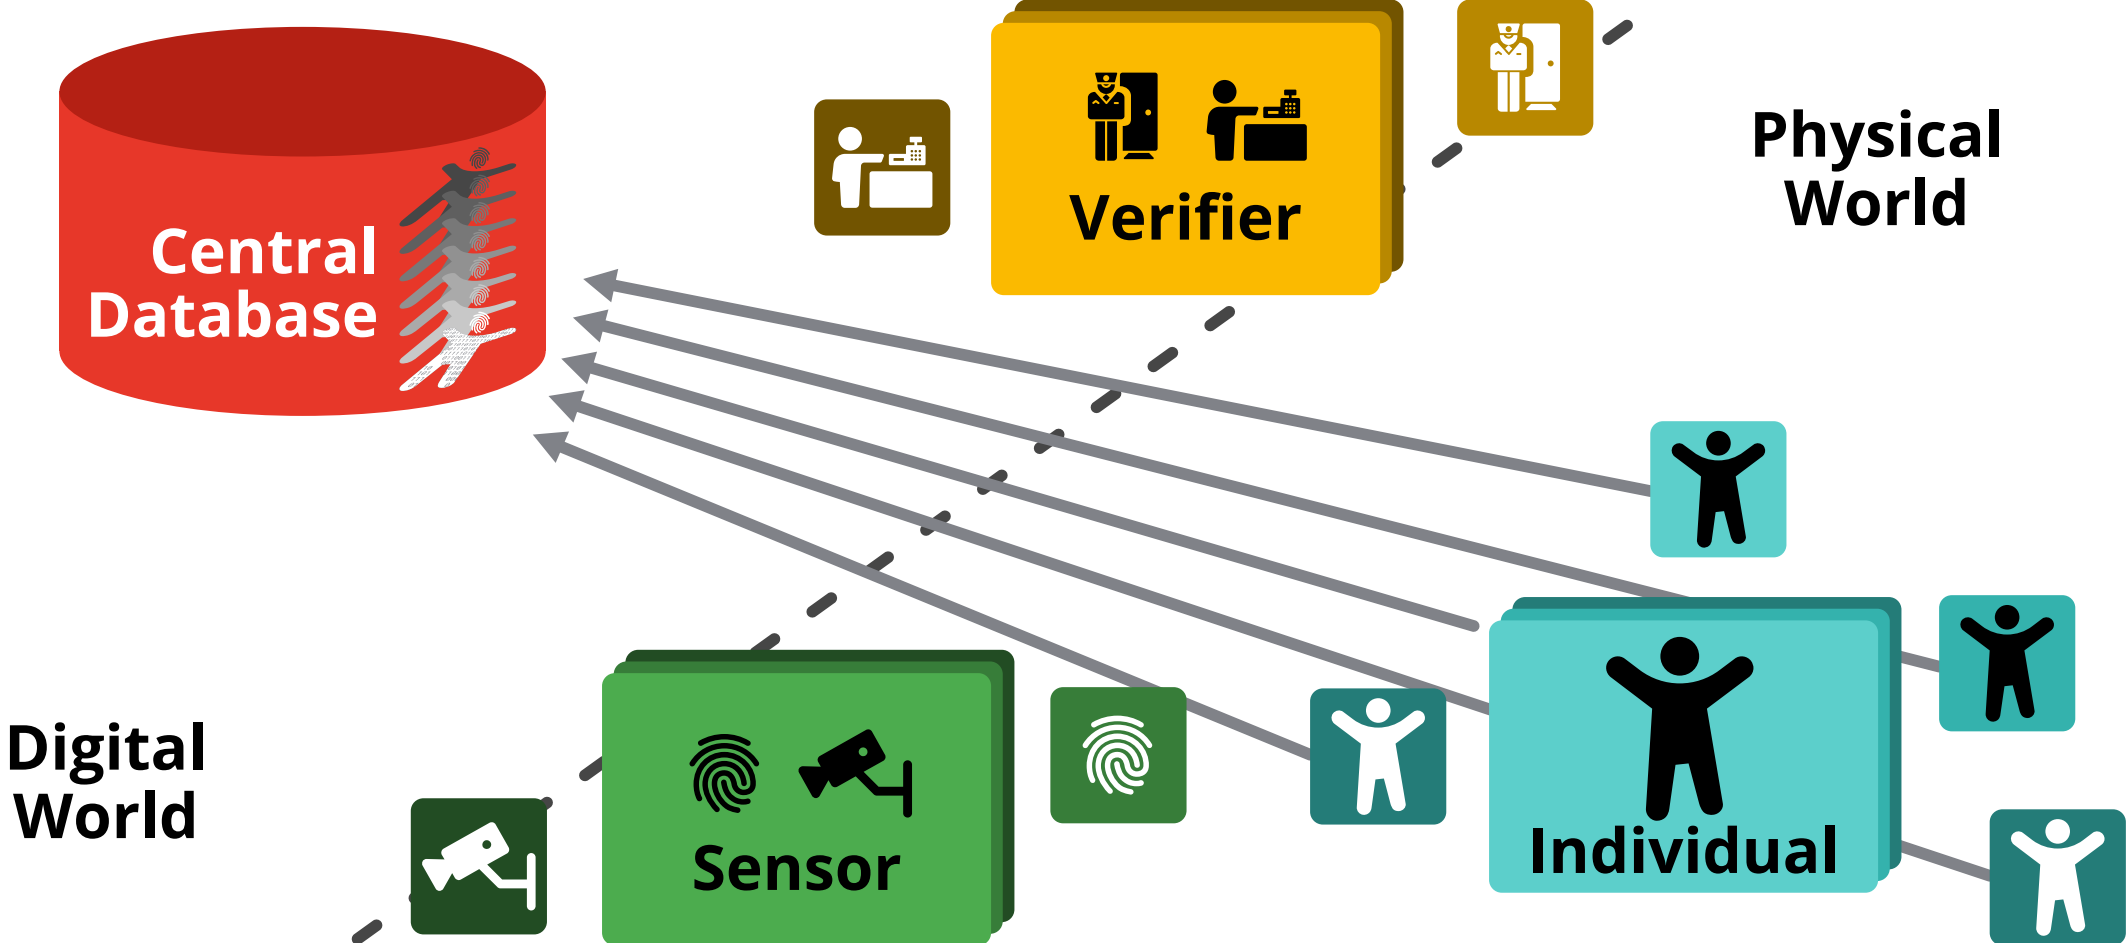 Physical
World
Verifier
Central
Database
Digital
World
Sensor
Individual